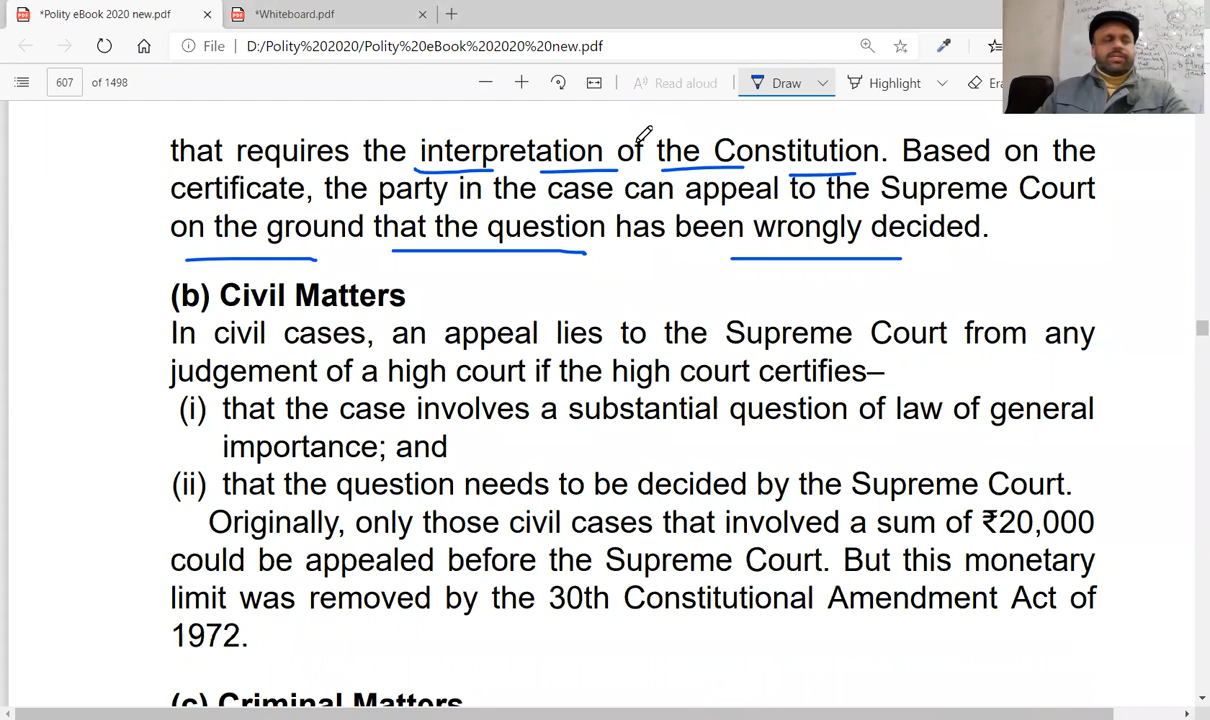 *Polity eBook 2020 new.pdf
*Whiteboard.pdf
File D:/Polity%202020/Polity%20eBook%202020%20new.pdf
607 of 1498
Read aloud
Draw
Highlight
Era
that requires the interpretation of the Constitution. Based on the
certificate, the party in the case can appeal to the Supreme Court
on the ground that the question has been wrongly decided.
(b) Civil Matters
In civil cases, an appeal lies to the Supreme Court from any
judgement of a high court if the high court certifies–
(i) that the case involves a substantial question of law of general
importance; and
(ii) that the question needs to be decided by the Supreme Court.
Originally, only those civil cases that involved a sum of ₹20,000
could be appealed before the Supreme Court. But this monetary
limit was removed by the 30th Constitutional Amendment Act of
1972.
(c) Criminal Matters